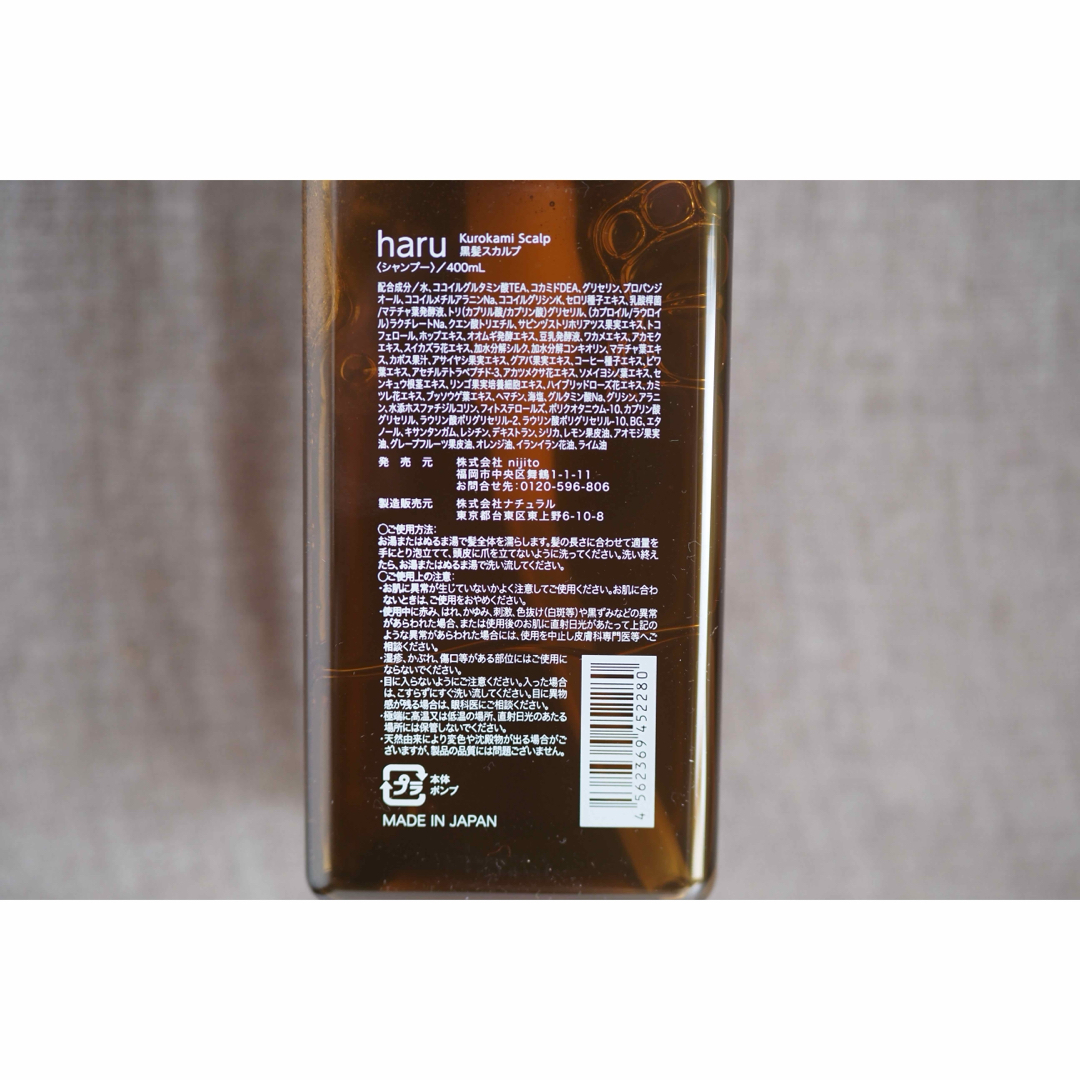 haru Kurokami Scalp
黒髪スカルプ
〈シャンプー〉／400mL
配合成分／水、ココイルグルタミン酸TEA、コカミドDEA、グリセリン、プロパンジ
オール、ココイルメチルアラニンNa、ココイルグリシンK、セロリ種子エキス、乳酸桿菌
/マテチャ葉発酵液、トリ(カプリル酸/カプリン酸)グリセリル、(カプロイル/ラウロイ
ル)ラクチレートNa、クエン酸トリエチル、サピンヅストリホリアツス果実エキス、トコ
フェロール、ホップエキス、オオムギ発酵エキス、豆乳発酵液、ワカメエキス、アカモク
エキス、スイカズラ花エキス、加水分解シルク、加水分解コンキオリン、マテチャ葉エキ
ス、カボス果汁、アサイヤシ果実エキス、グアバ果実エキス、コーヒー種子エキス、ビワ
葉エキス、アセチルテトラペプチド-3、アカツメクサ花エキス、ソメイヨシノ葉エキス、セ
ンキュウ根茎エキス、リンゴ果実培養細胞エキス、ハイブリッドローズ花エキス、カミ
ツレ花エキス、ブッソウゲ葉エキス、ヘマチン、海塩、グルタミン酸Na、グリシン、アラニ
ン、水添ホスファチジルコリン、フィトステロールズ、ポリクオタニウム-10、カプリン酸
グリセリル、ラウリン酸ポリグリセリル-2、ラウリン酸ポリグリセリル-10、BG、エタ
ノール、キサンタンガム、レシチン、デキストラン、シリカ、レモン果皮油、アオモジ果実
油、グレープフルーツ果皮油、オレンジ油、イランイラン花油、ライム油
発売元 株式会社 nijito
福岡市中央区舞鶴1-1-11
お問合せ先：0120-596-806
製造販売元 株式会社ナチュラル
東京都台東区東上野6-10-8
〇ご使用方法：
お湯またはぬるま湯で髪全体を濡らします。髪の長さに合わせて適量を
手にとり泡立てて、頭皮に爪を立てないように洗ってください。洗い終え
たら、お湯またはぬるま湯で洗い流してください。
〇ご使用上の注意：
・お肌に異常が生じていないかよく注意してご使用ください。お肌に合わ
ないときは、ご使用をおやめください。
・使用中に赤み、はれ、かゆみ、刺激、色抜け(白斑等)や黒ずみなどの異常
があらわれた場合、または使用後のお肌に直射日光があたって上記の
ような異常があらわれた場合には、使用を中止し皮膚科専門医等へご
相談ください。
・湿疹、かぶれ、傷口等がある部位にはご使用に
ならないでください。
・目に入らないようにご注意ください。入った場合
は、こすらずにすぐ洗い流してください。目に異物
感が残る場合は、眼科医にご相談ください。
・極端に高温又は低温の場所、直射日光のあたる
場所には保管しないでください。
・天然由来により変色や沈殿物が出る場合がご
ざいますが、製品の品質には問題ございません。
プラ 本体
ポンプ
MADE IN JAPAN
4 562369 452280